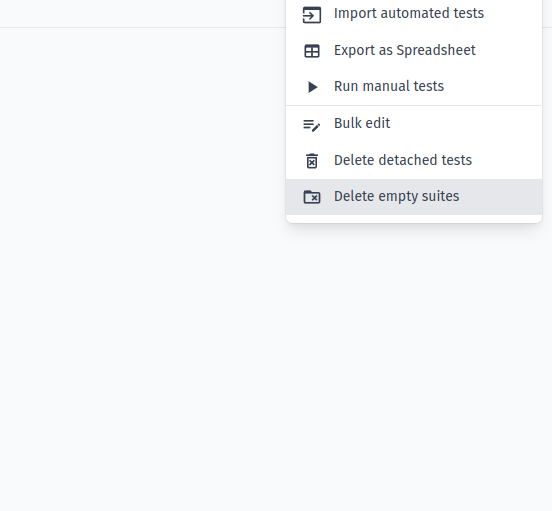 Import automated tests
Export as Spreadsheet
Run manual tests
Bulk edit
Delete detached tests
Delete empty suites